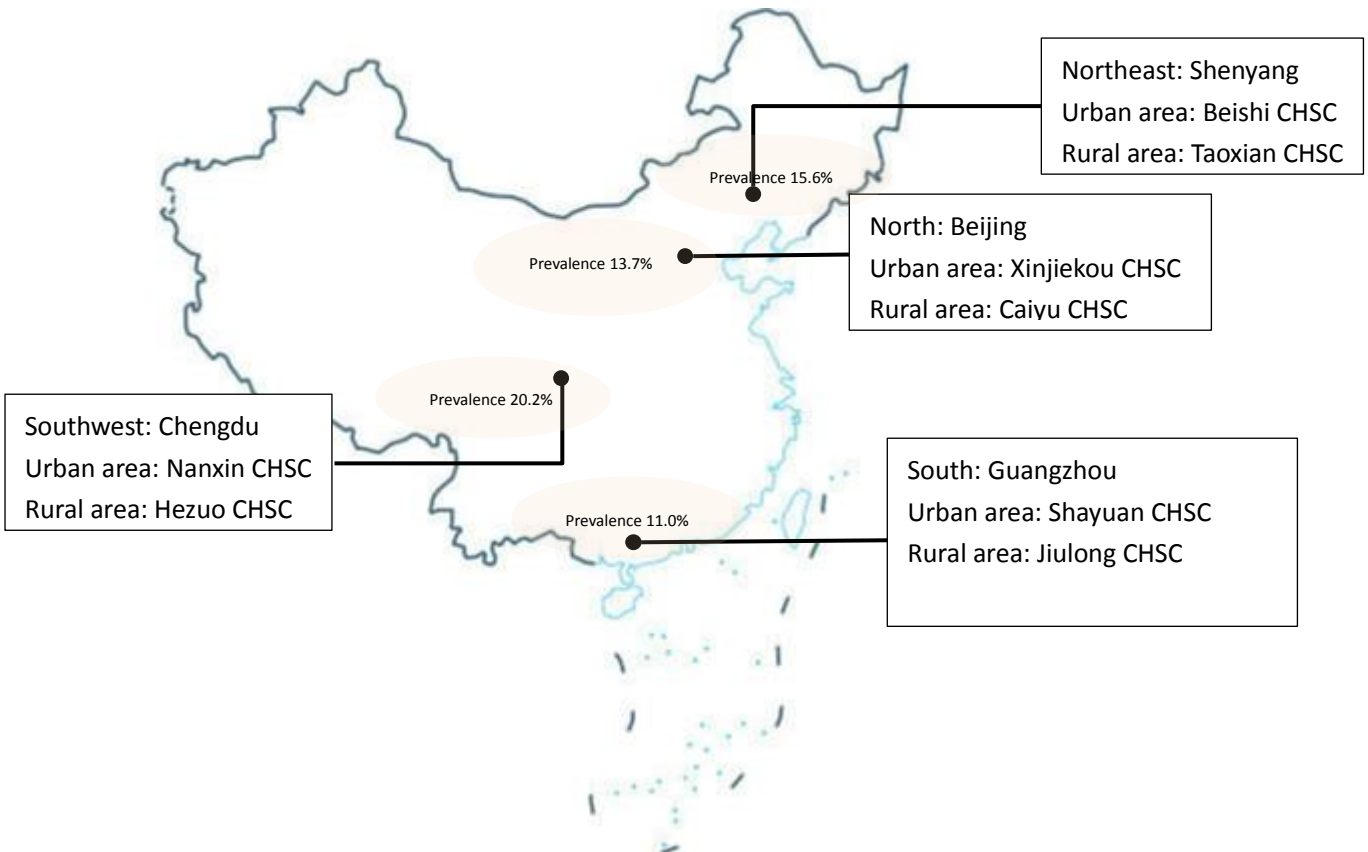 Northeast: Shenyang
Urban area: Beishi CHSC
Rural area: Taoxian CHSC
Prevalence 15.6%
North: Beijing
Urban area: Xinjiekou CHSC
Rural area: Caiyu CHSC
Prevalence 13.7%
Prevalence 20.2%
Southwest: Chengdu
Urban area: Nanxin CHSC
Rural area: Hezuo CHSC
South: Guangzhou
Urban area: Shayuan CHSC
Rural area: Jiulong CHSC
Prevalence 11.0%